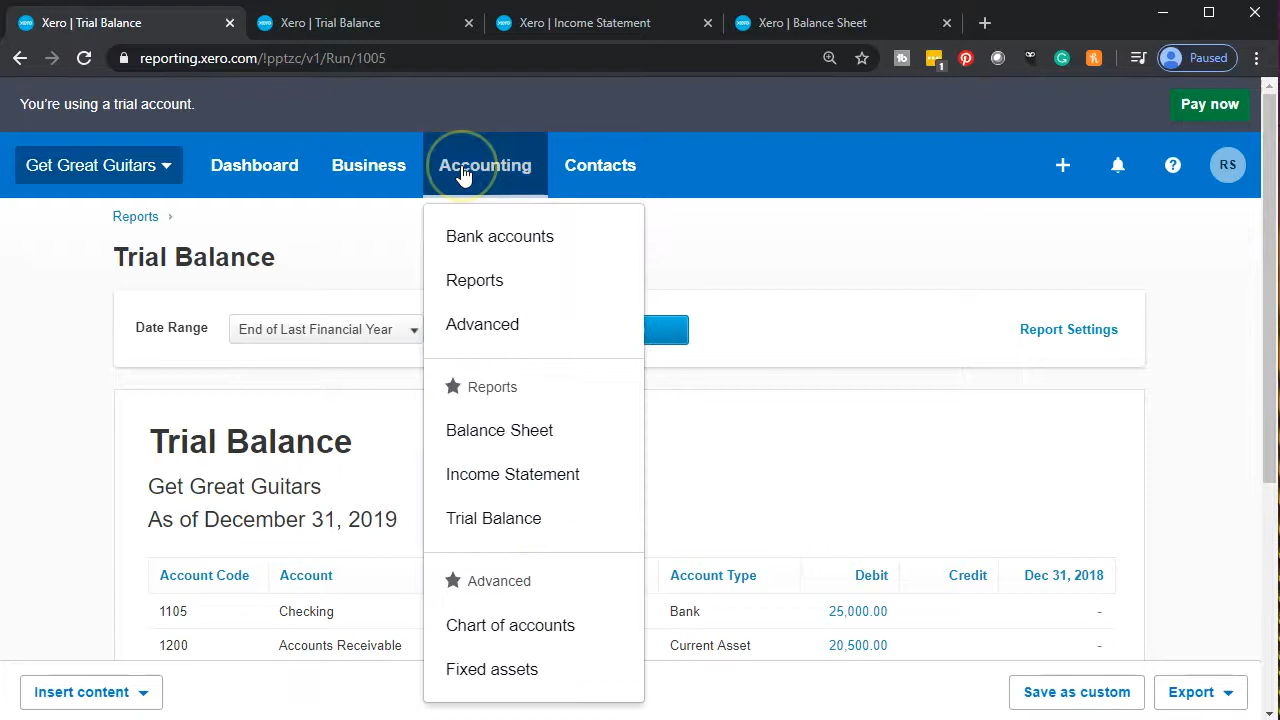 xero Xero | Trial Balance
xero Xero | Trial Balance
xero Xero | Income Statement
xero Xero | Balance Sheet
reporting.xero.com/!pptzc/v1/Run/1005
1
Paused
You're using a trial account.
Pay now
Get Great Guitars
Dashboard
Business
Accounting
Contacts
RS
Reports
Trial Balance
Date Range
End of Last Financial Year
Report Settings
Bank accounts
Reports
Advanced
Reports
Balance Sheet
Income Statement
Trial Balance
Advanced
Chart of accounts
Fixed assets
Trial Balance
Get Great Guitars
As of December 31, 2019
Account Code Account Account Type Debit Credit Dec 31, 2018
1105 Checking Bank 25,000.00 -
1200 Accounts Receivable Current Asset 20,500.00 -
Insert content
Save as custom
Export